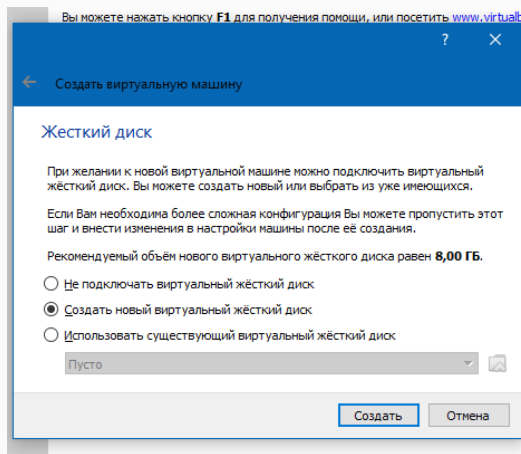 Вы можете нажать кнопку F1 для получения помощи, или посетить www.virtualb
?
Создать виртуальную машину
Жесткий диск
При желании к новой виртуальной машине можно подключить виртуальный
жёсткий диск. Вы можете создать новый или выбрать из уже имеющихся.
Если Вам необходима более сложная конфигурация Вы можете пропустить этот
шаг и внести изменения в настройки машины после её создания.
Рекомендуемый объём нового виртуального жёсткого диска равен 8,00 ГБ.
Не подключать виртуальный жёсткий диск
Создать новый виртуальный жёсткий диск
Использовать существующий виртуальный жёсткий диск
Пусто
Создать Отмена